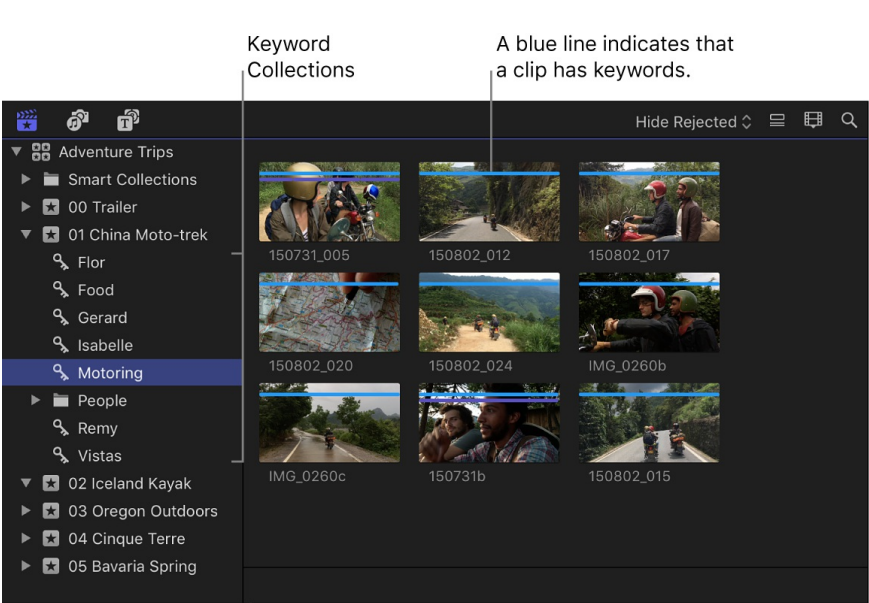 Keyword
Collections
A blue line indicates that
a clip has keywords.
Hide Rejected
Adventure Trips
Smart Collections
00 Trailer
01 China Moto-trek
Flor
Food
Gerard
Isabelle
Motoring
People
Remy
Vistas
02 Iceland Kayak
03 Oregon Outdoors
04 Cinque Terre
05 Bavaria Spring
150731_005
150802_012
150802_017
150802_020
150802_024
IMG_0260b
IMG_0260c
150731b
150802_015